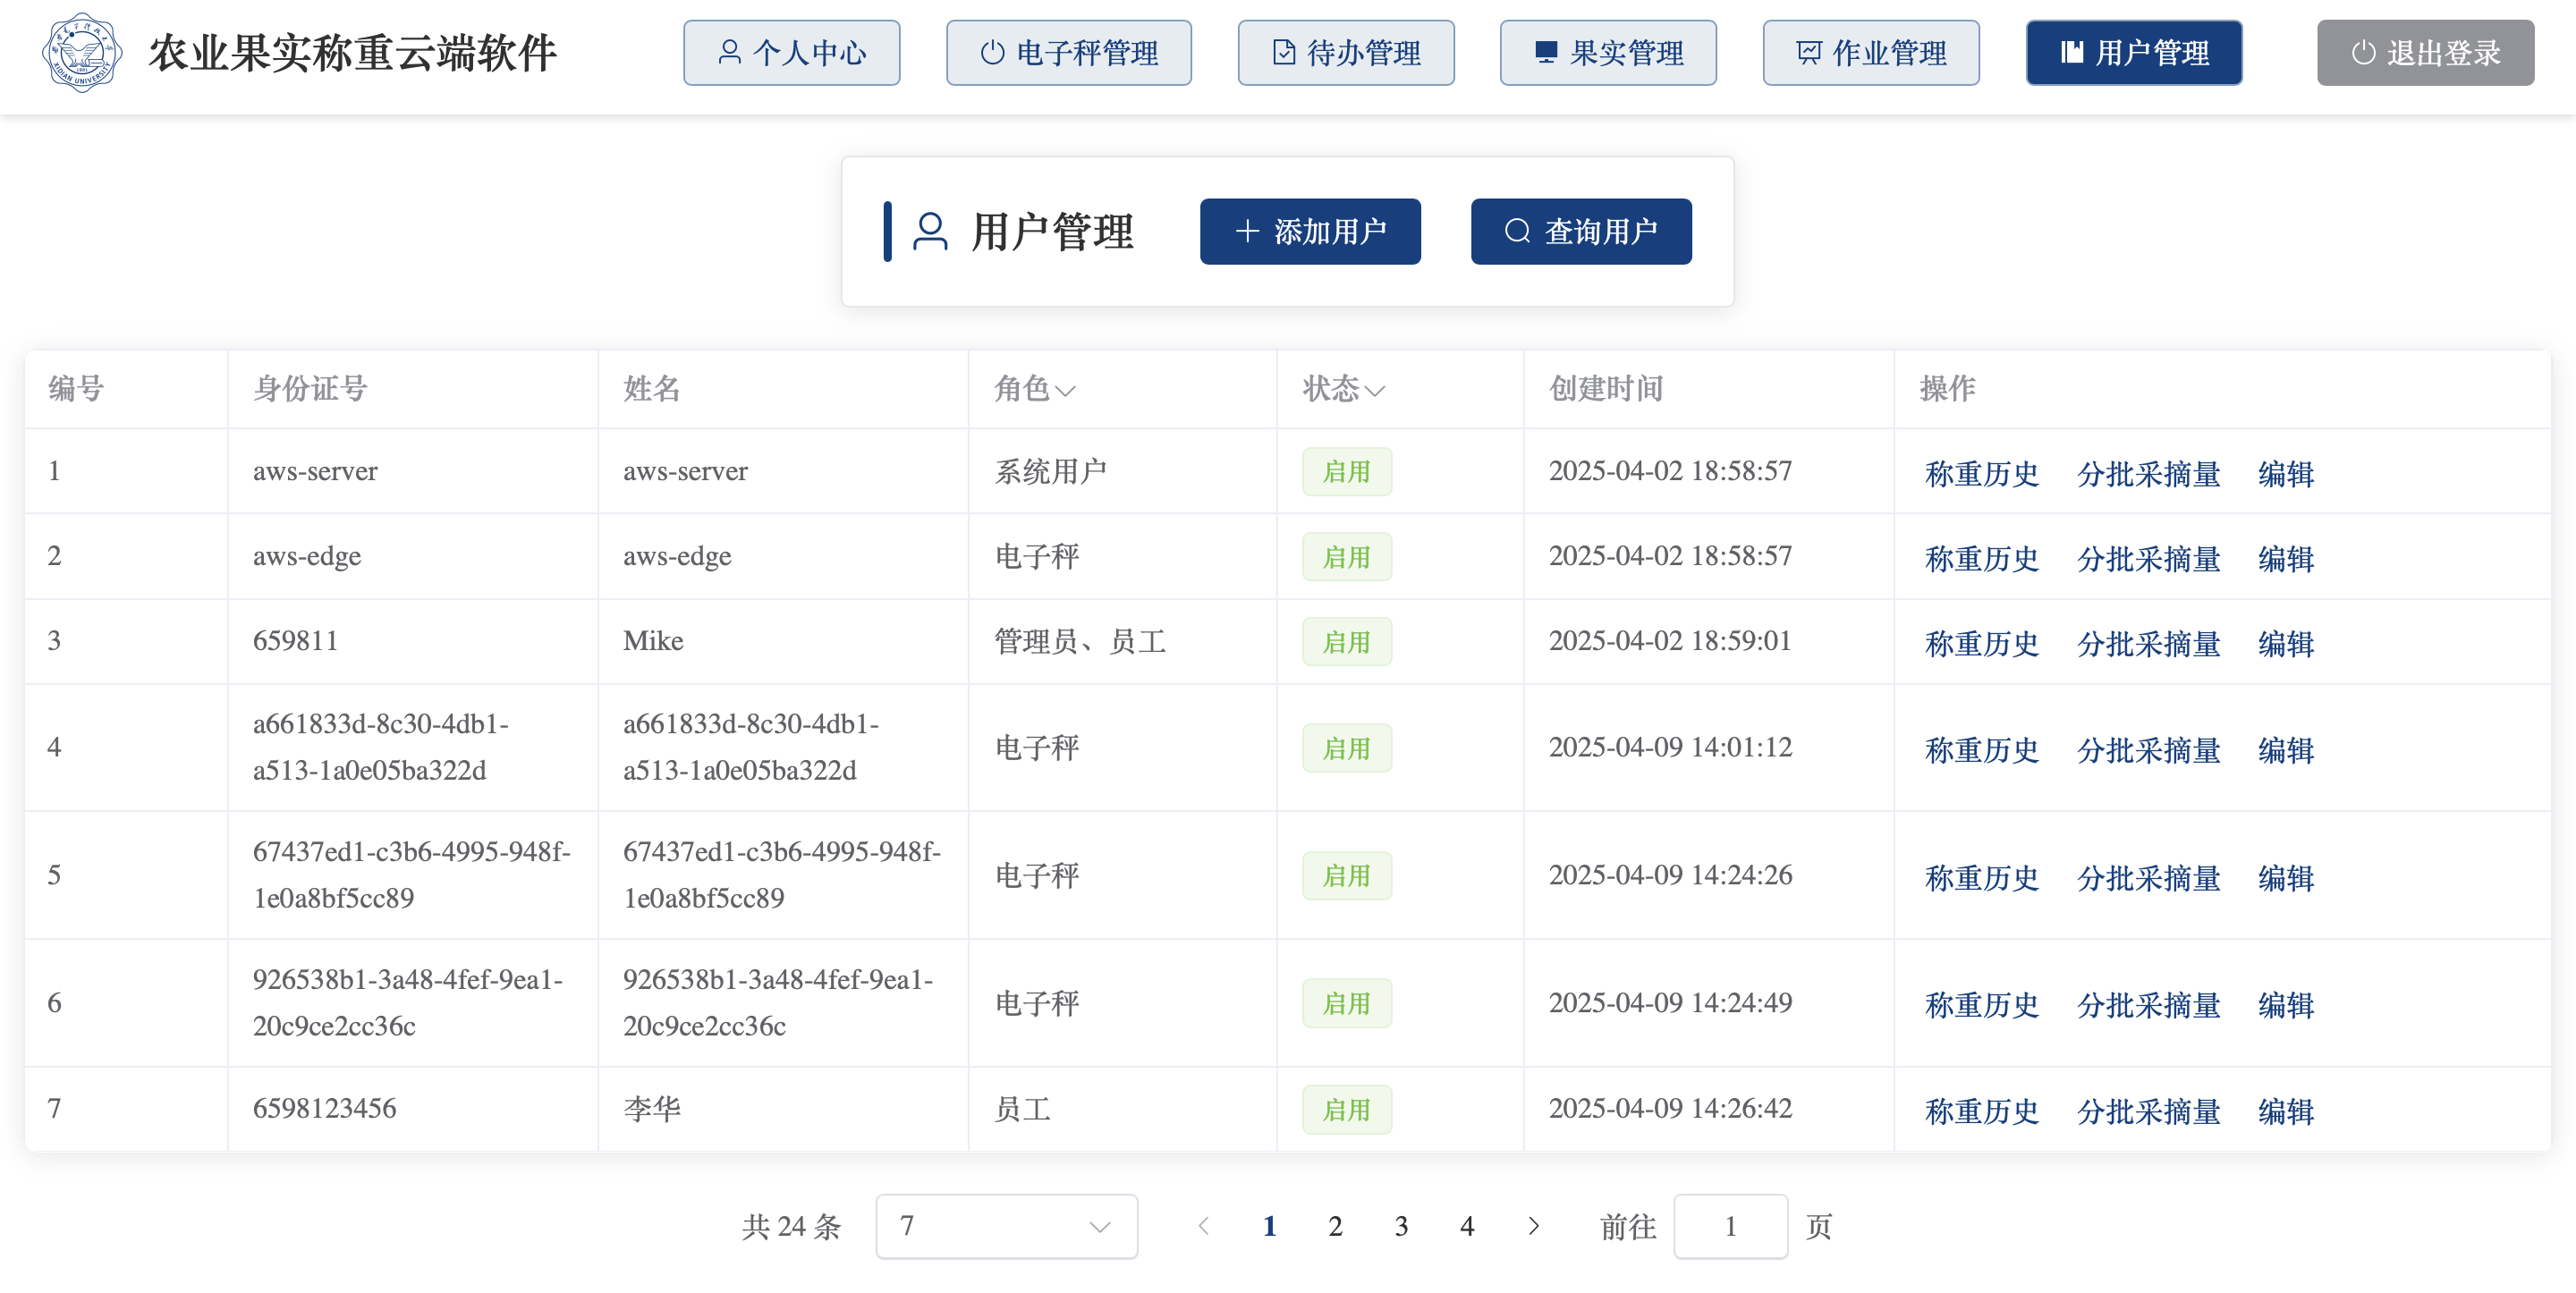 XIDIAN UNIVERSITY
农业果实称重云端软件
个人中心 电子秤管理 待办管理 果实管理 作业管理 用户管理 退出登录
用户管理 添加用户 查询用户
编号 身份证号 姓名 角色 状态 创建时间 操作
1 aws-server aws-server 系统用户 启用 2025-04-02 18:58:57 称重历史 分批采摘量 编辑
2 aws-edge aws-edge 电子秤 启用 2025-04-02 18:58:57 称重历史 分批采摘量 编辑
3 659811 Mike 管理员、员工 启用 2025-04-02 18:59:01 称重历史 分批采摘量 编辑
4 a661833d-8c30-4db1-a513-1a0e05ba322d a661833d-8c30-4db1-a513-1a0e05ba322d 电子秤 启用 2025-04-09 14:01:12 称重历史 分批采摘量 编辑
5 67437ed1-c3b6-4995-948f-1e0a8bf5cc89 67437ed1-c3b6-4995-948f-1e0a8bf5cc89 电子秤 启用 2025-04-09 14:24:26 称重历史 分批采摘量 编辑
6 926538b1-3a48-4fef-9ea1-20c9ce2cc36c 926538b1-3a48-4fef-9ea1-20c9ce2cc36c 电子秤 启用 2025-04-09 14:24:49 称重历史 分批采摘量 编辑
7 6598123456 李华 员工 启用 2025-04-09 14:26:42 称重历史 分批采摘量 编辑
共 24 条 7 1 2 3 4 前往 1 页